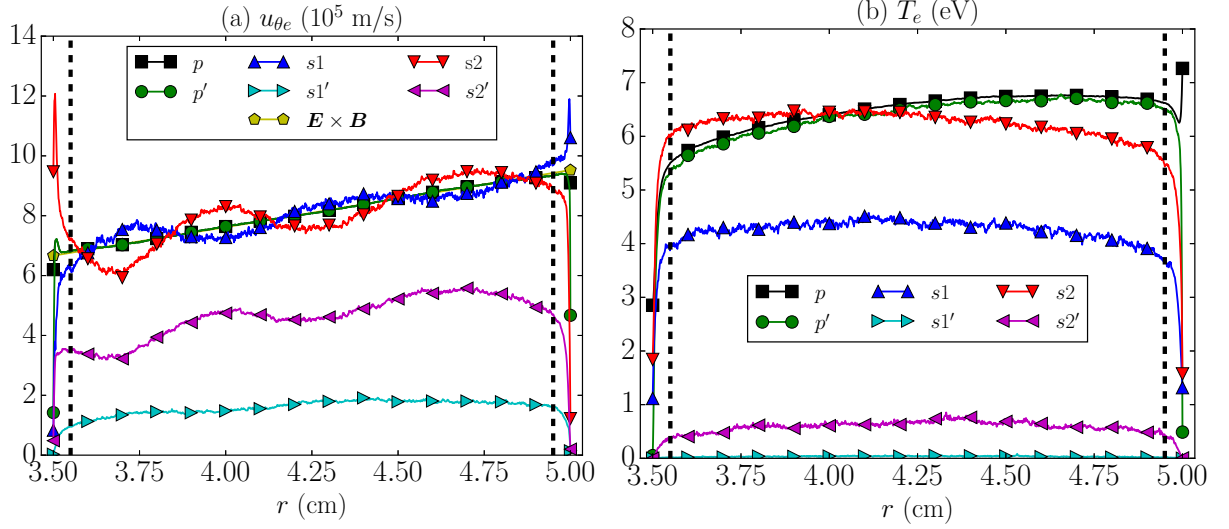 (a) $u_{\theta e}$ ($10^5$ m/s)
14
12
10
8
6
4
2
0
p s1 s2
p′ s1′ s2′
E × B
3.50 3.75 4.00 4.25 4.50 4.75 5.00
r (cm)
(b) $T_e$ (eV)
8
7
6
5
4
3
2
1
0
p s1 s2
p′ s1′ s2′
3.50 3.75 4.00 4.25 4.50 4.75 5.00
r (cm)